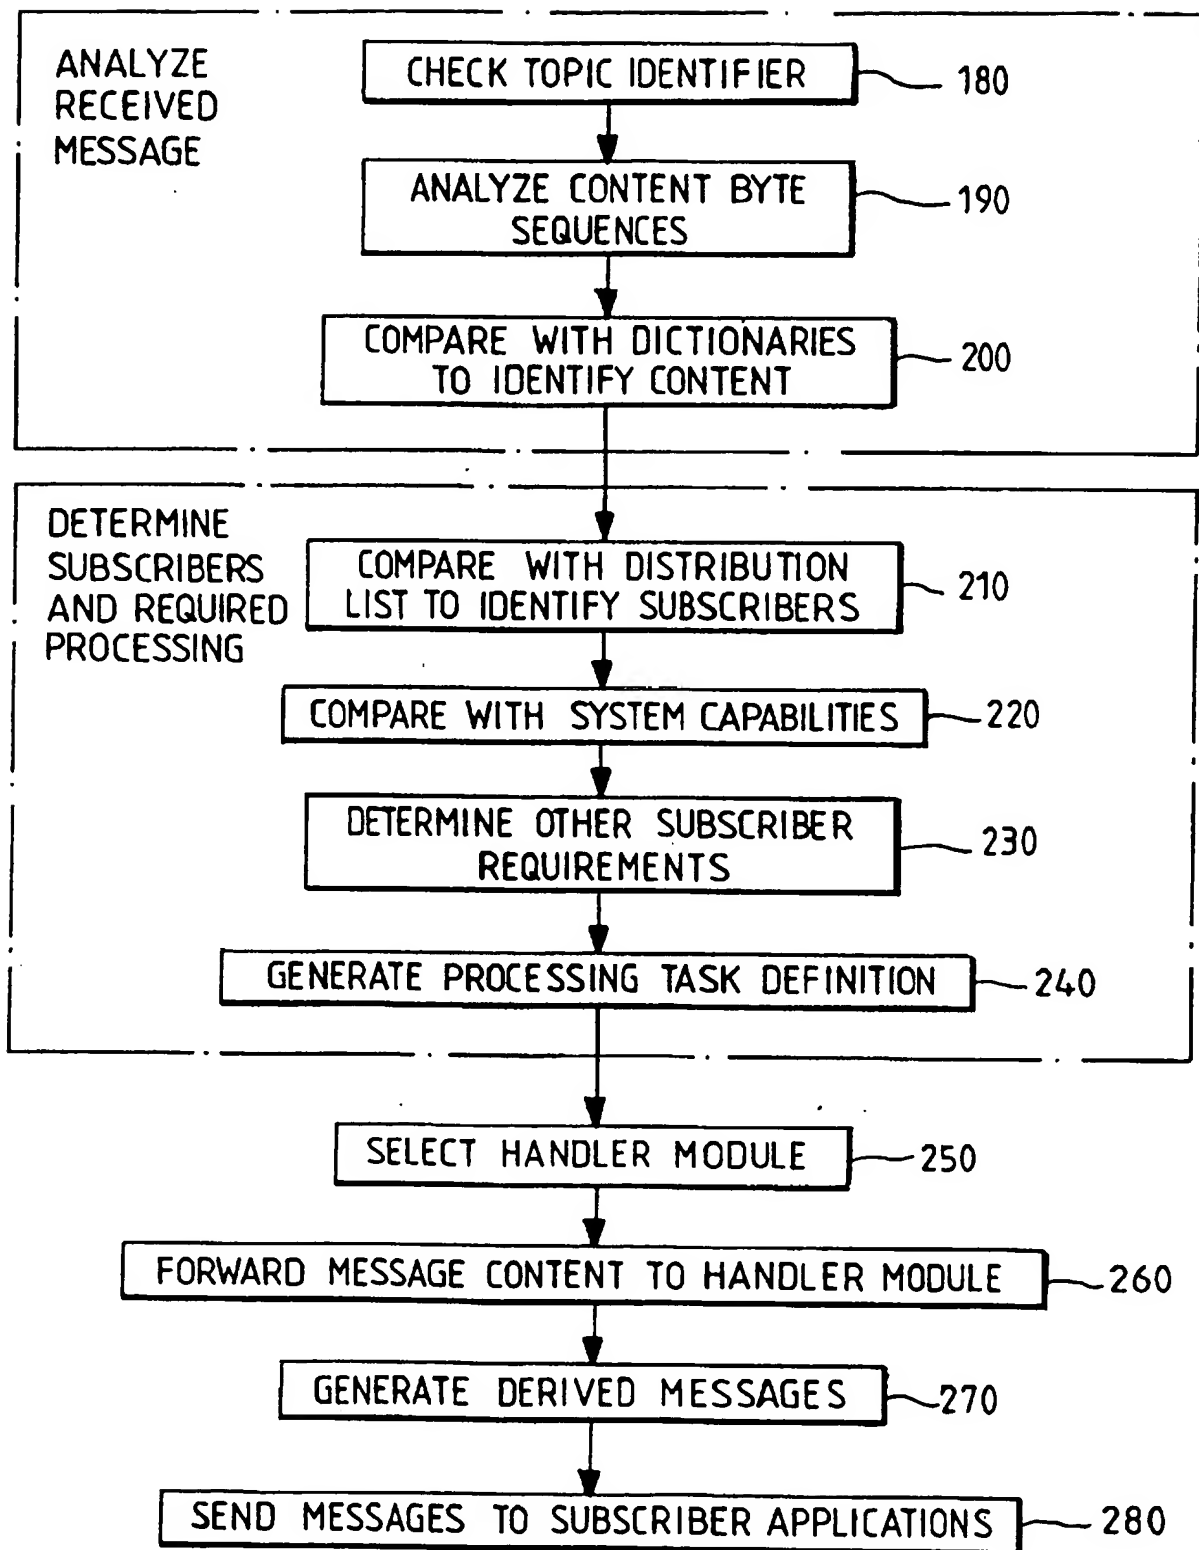 ANALYZE
RECEIVED
MESSAGE
CHECK TOPIC IDENTIFIER
180
ANALYZE CONTENT BYTE
SEQUENCES
190
COMPARE WITH DICTIONARIES
TO IDENTIFY CONTENT
200
DETERMINE
SUBSCRIBERS
AND REQUIRED
PROCESSING
COMPARE WITH DISTRIBUTION
LIST TO IDENTIFY SUBSCRIBERS
210
COMPARE WITH SYSTEM CAPABILITIES
220
DETERMINE OTHER SUBSCRIBER
REQUIREMENTS
230
GENERATE PROCESSING TASK DEFINITION
240
SELECT HANDLER MODULE
250
FORWARD MESSAGE CONTENT TO HANDLER MODULE
260
GENERATE DERIVED MESSAGES
270
SEND MESSAGES TO SUBSCRIBER APPLICATIONS
280